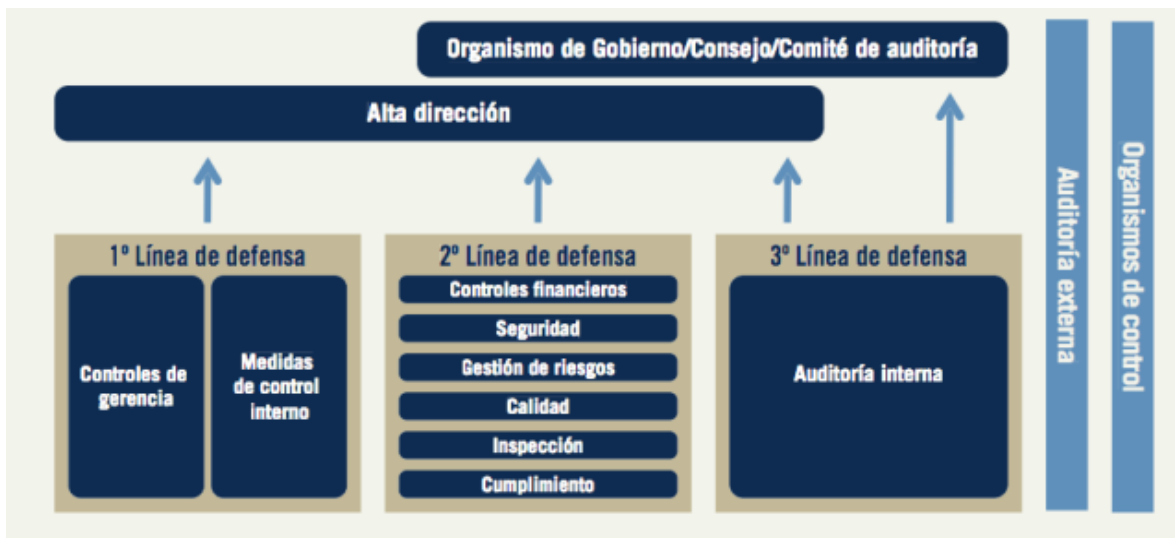 Organismo de Gobierno/Consejo/Comité de auditoría
Alta dirección
1º Línea de defensa
Controles de
gerencia
Medidas
de control
interno
2º Línea de defensa
Controles financieros
Seguridad
Gestión de riesgos
Calidad
Inspección
Cumplimiento
3º Línea de defensa
Auditoría interna
Auditoría externa
Organismos de control